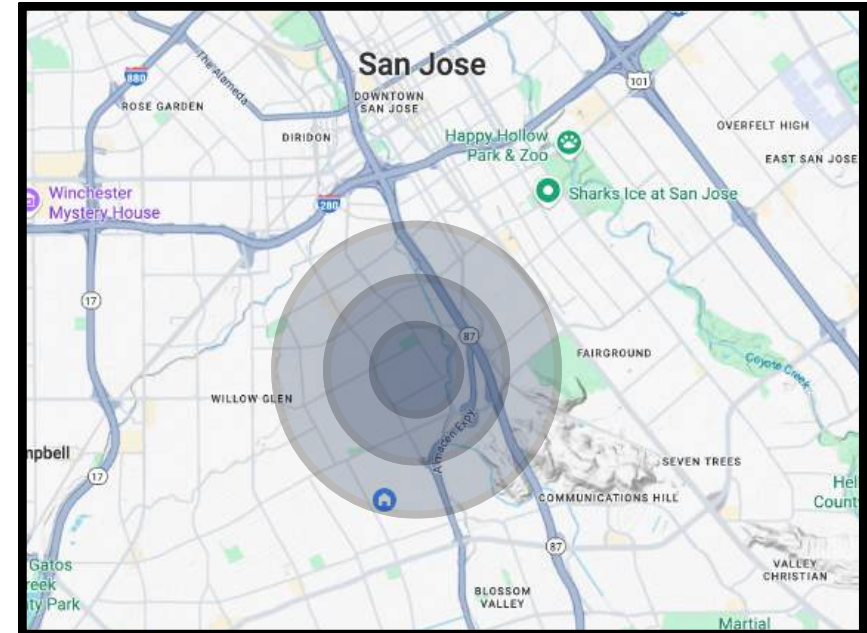 San Jose
880
The Alameda
ROSE GARDEN
DOWNTOWN
SAN JOSE
101
DIRIDON
Happy Hollow
Park & Zoo
OVERFELT HIGH
EAST SAN JOSE
Winchester
Mystery House
280
Sharks Ice at San Jose
17
87
FAIRGROUND
Coyote Creek
WILLOW GLEN
Almaden Expy
mpbell
17
SEVEN TREES
Hel
Count
COMMUNICATIONS HILL
87
Gatos
reek
ty Park
VALLEY
CHRISTIAN
BLOSSOM
VALLEY
Martial